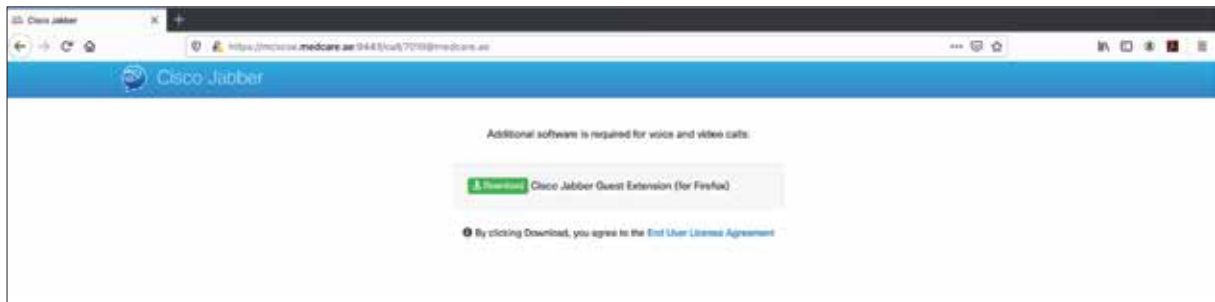 Cisco Jabber
Cisco Jabber
Additional software is required for voice and video calls:
Download Cisco Jabber Guest Extension (for Firefox)
By clicking Download, you agree to the End User License Agreement